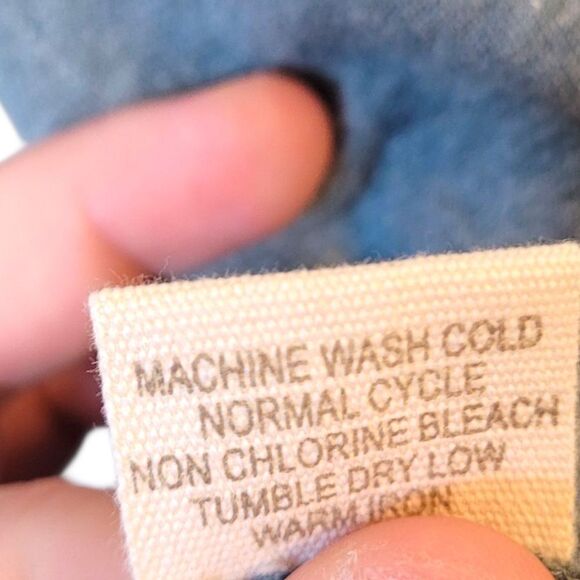 MACHINE WASH COLD
NORMAL CYCLE
NON CHLORINE BLEACH
TUMBLE DRY LOW
WARM IRON